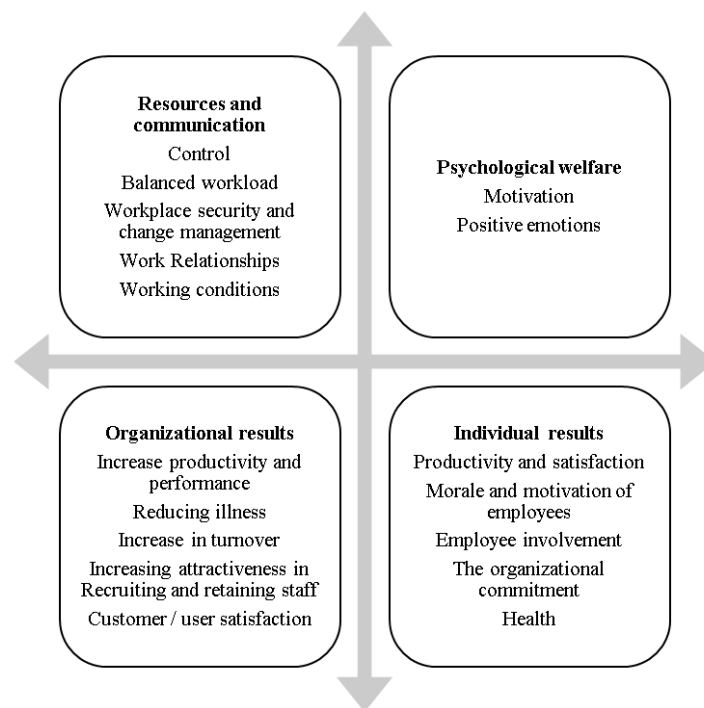 Resources and
communication
Control
Balanced workload
Workplace security and
change management
Work Relationships
Working conditions
Psychological welfare
Motivation
Positive emotions
Organizational results
Increase productivity and
performance
Reducing illness
Increase in turnover
Increasing attractiveness in
Recruiting and retaining staff
Customer / user satisfaction
Individual results
Productivity and satisfaction
Morale and motivation of
employees
Employee involvement
The organizational
commitment
Health